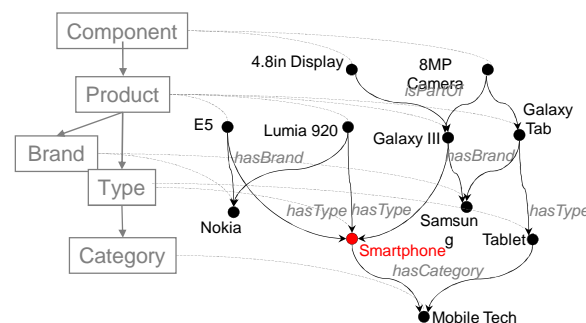 Component
4.8in Display
8MP
Camera
isPartOf
Product
Galaxy
Tab
E5
Lumia 920
Galaxy III
Brand
hasBrand
hasBrand
Type
Nokia
hasType
hasType
Samsun
g
hasType
Smartphone
Tablet
Category
hasCategory
Mobile Tech